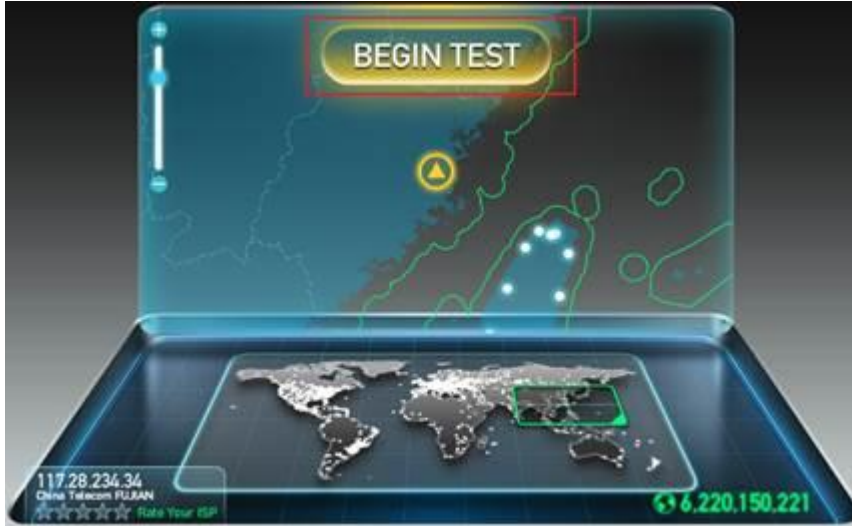 BEGIN TEST
117.28.234.34
China Telecom FUJIAN
Rate Your ISP
6,220,150,221